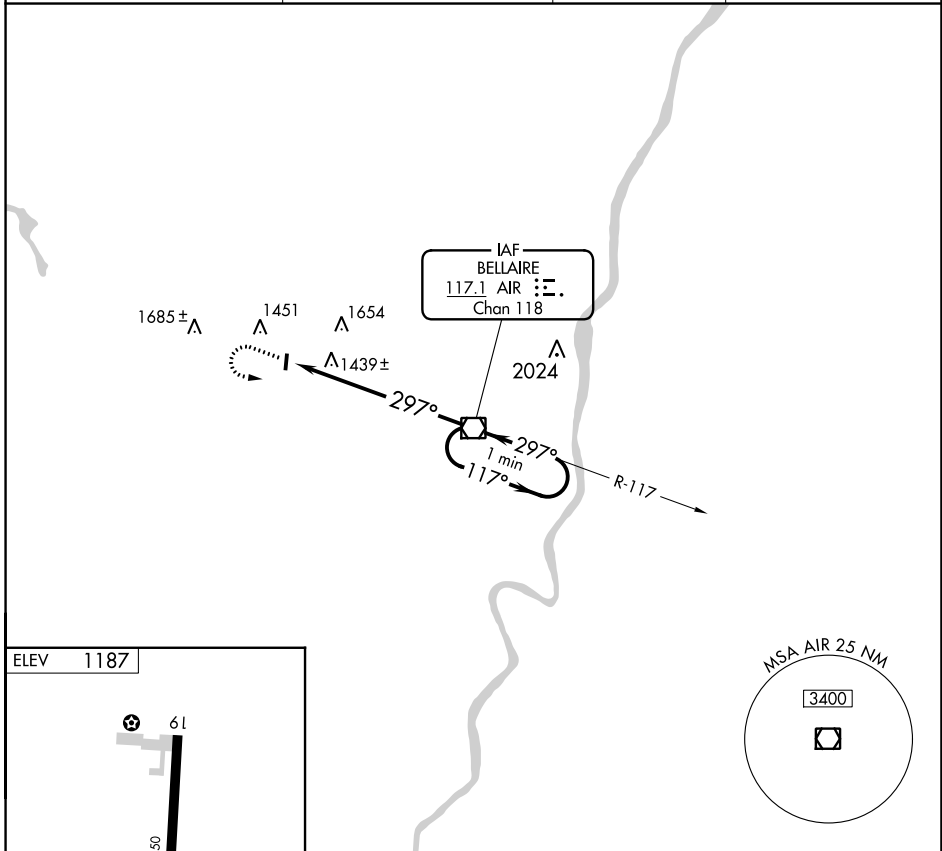 IAF
BELLAIRE
117.1 AIR
Chan 118
1685±
1451
1654
1439±
2024
297°
297°
1 min
117°
R-117
ELEV 1187
19
50
MSA AIR 25 NM
3400